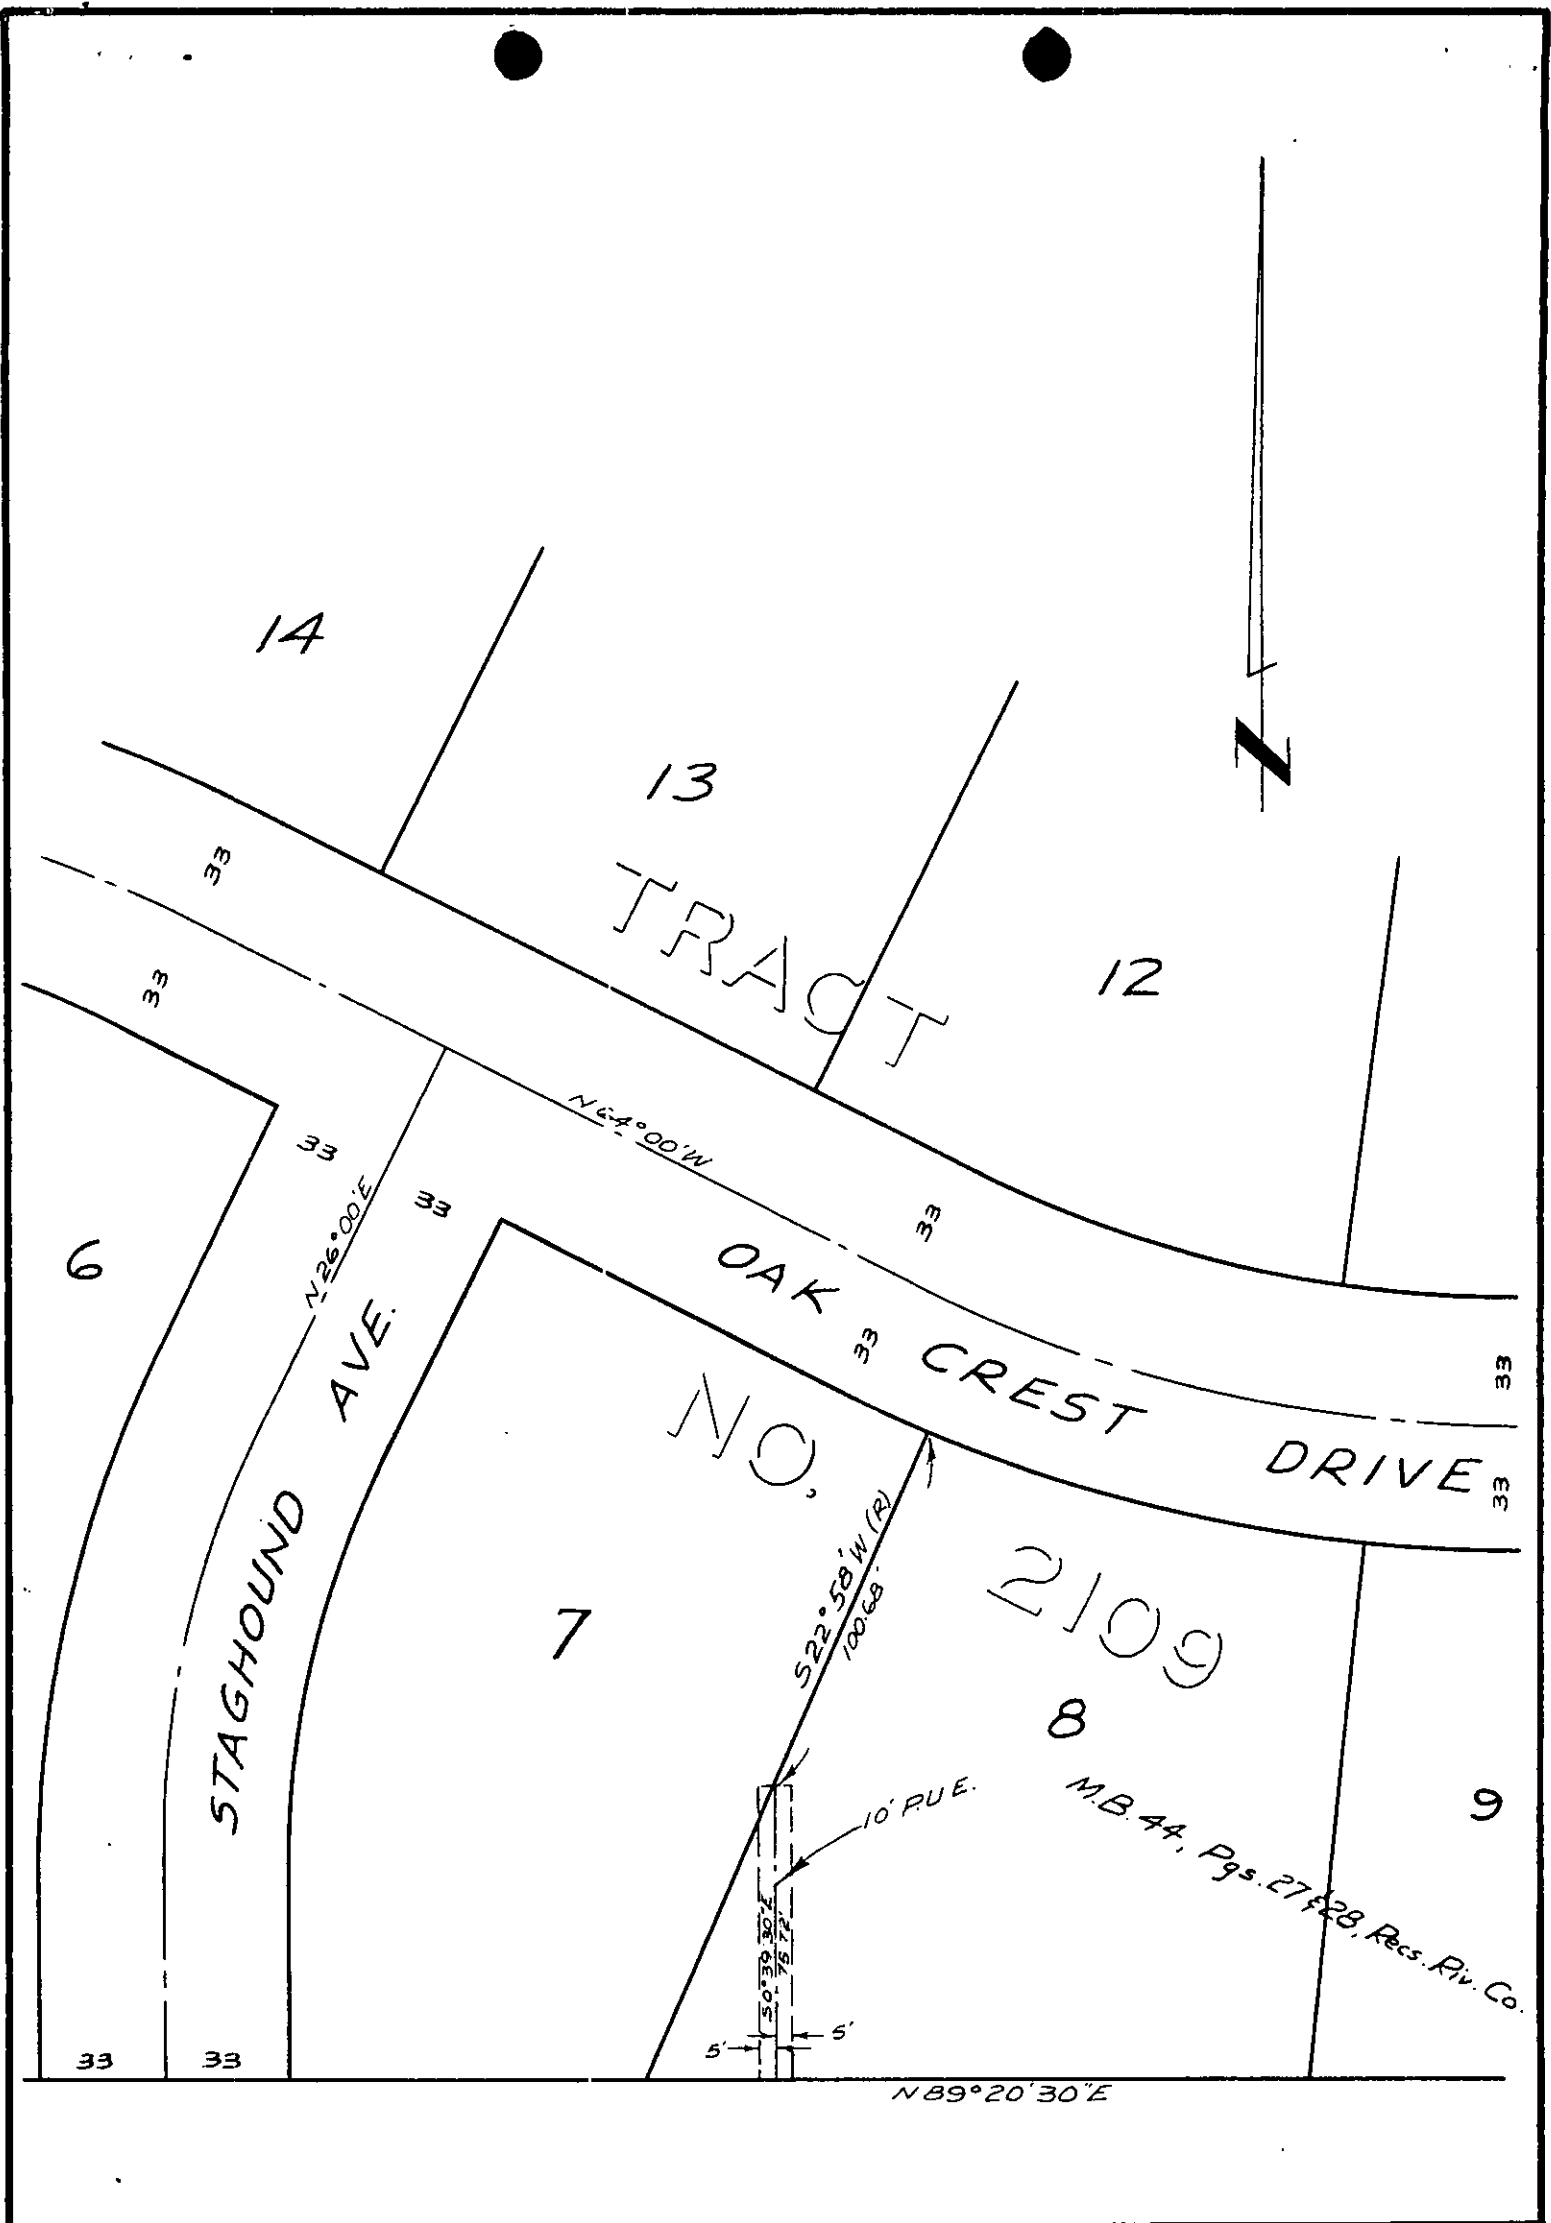 14
N
13
33
TRACT
12
33
N64°00'W
33
33
N26°00'E
33
6
OAK CREST DRIVE
33
33
33
STAGHOUND AVE.
NO.
2109
S22°58'W (R)
100.68'
7
8
10' P.U.E.
M.B. 44, Pgs. 27 & 28, Recs. Riv. Co.
9
S0°39'30"E
75.72'
5'
5'
33
33
N89°20'30"E